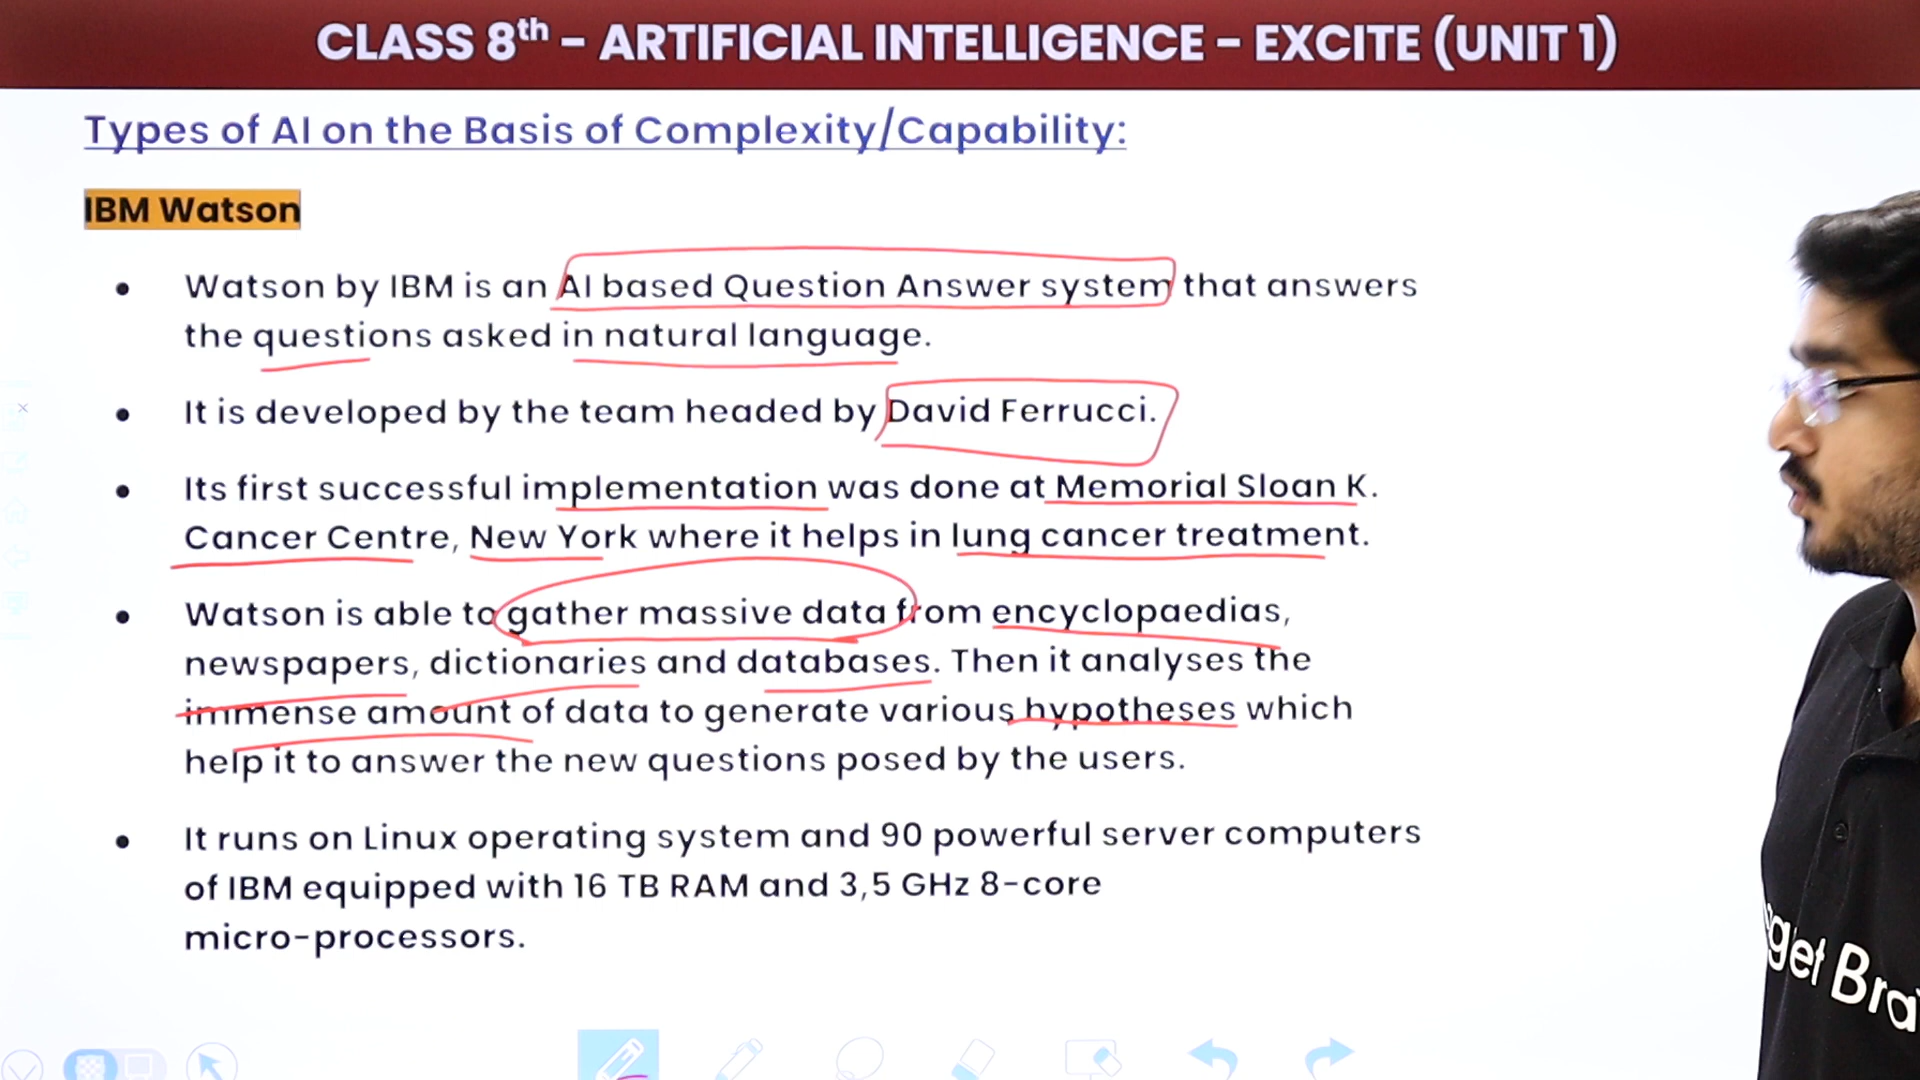 CLASS 8th - ARTIFICIAL INTELLIGENCE - EXCITE (UNIT 1)
Types of AI on the Basis of Complexity/Capability:
IBM Watson
• Watson by IBM is an AI based Question Answer system that answers
the questions asked in natural language.
• It is developed by the team headed by David Ferrucci.
• Its first successful implementation was done at Memorial Sloan K.
Cancer Centre, New York where it helps in lung cancer treatment.
• Watson is able to gather massive data from encyclopaedias,
newspapers, dictionaries and databases. Then it analyses the
immense amount of data to generate various hypotheses which
help it to answer the new questions posed by the users.
• It runs on Linux operating system and 90 powerful server computers
of IBM equipped with 16 TB RAM and 3,5 GHz 8-core
micro-processors.
get Bra